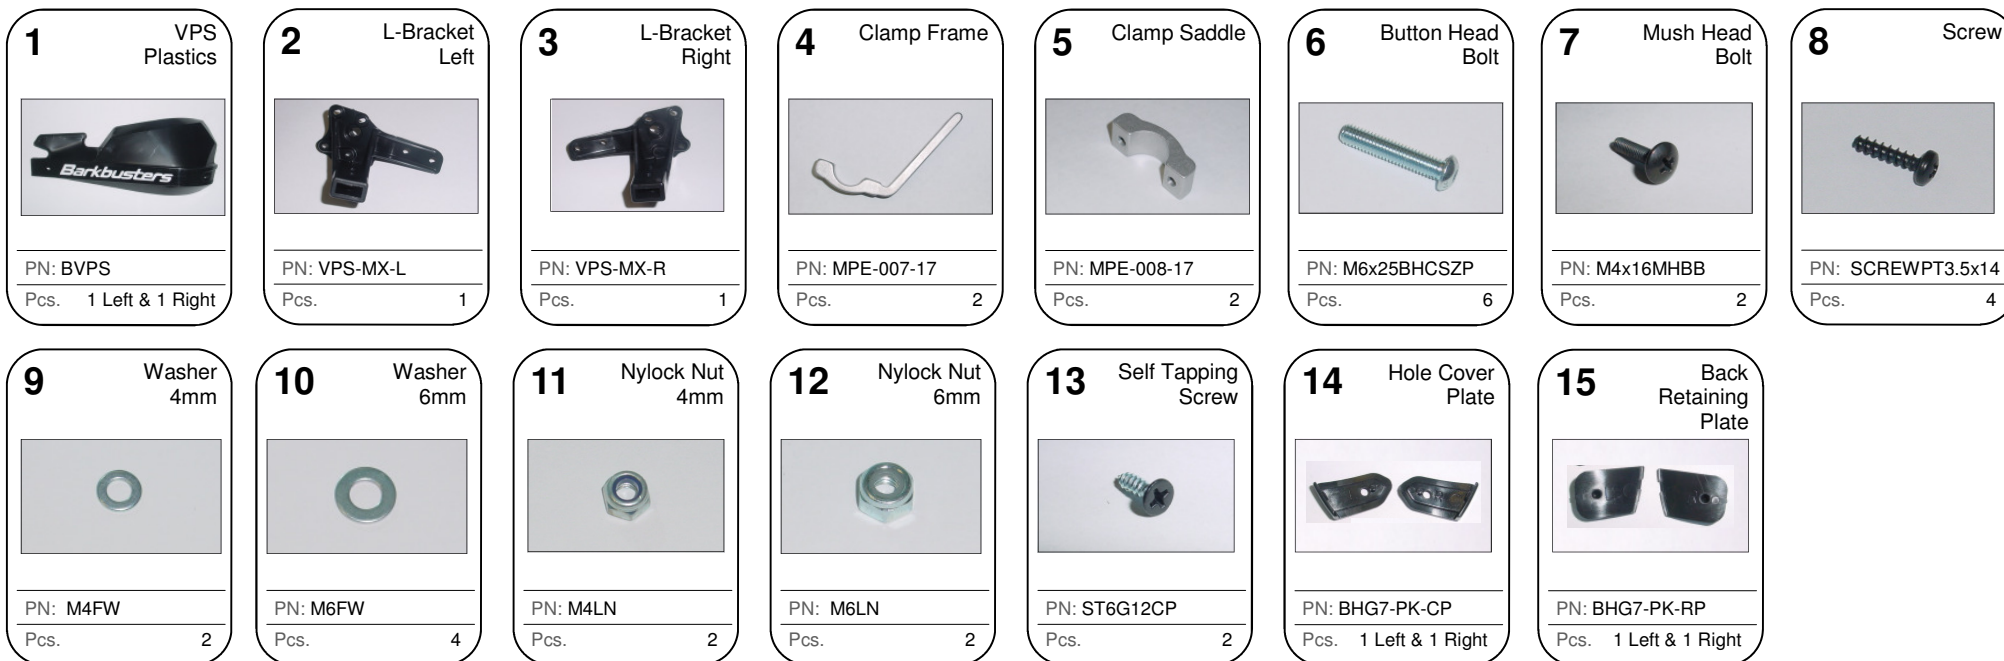 1
VPS
Plastics
Barkbusters
PN: BVPS
Pcs. 1 Left & 1 Right
2
L-Bracket
Left
PN: VPS-MX-L
Pcs. 1
3
L-Bracket
Right
PN: VPS-MX-R
Pcs. 1
4
Clamp Frame
PN: MPE-007-17
Pcs. 2
5
Clamp Saddle
PN: MPE-008-17
Pcs. 2
6
Button Head
Bolt
PN: M6x25BHCSZP
Pcs. 6
7
Mush Head
Bolt
PN: M4x16MHBB
Pcs. 2
8
Screw
PN: SCREWPT3.5x14
Pcs. 4
9
Washer
4mm
PN: M4FW
Pcs. 2
10
Washer
6mm
PN: M6FW
Pcs. 4
11
Nylock Nut
4mm
PN: M4LN
Pcs. 2
12
Nylock Nut
6mm
PN: M6LN
Pcs. 2
13
Self Tapping
Screw
PN: ST6G12CP
Pcs. 2
14
Hole Cover
Plate
PN: BHG7-PK-CP
Pcs. 1 Left & 1 Right
15
Back
Retaining
Plate
PN: BHG7-PK-RP
Pcs. 1 Left & 1 Right